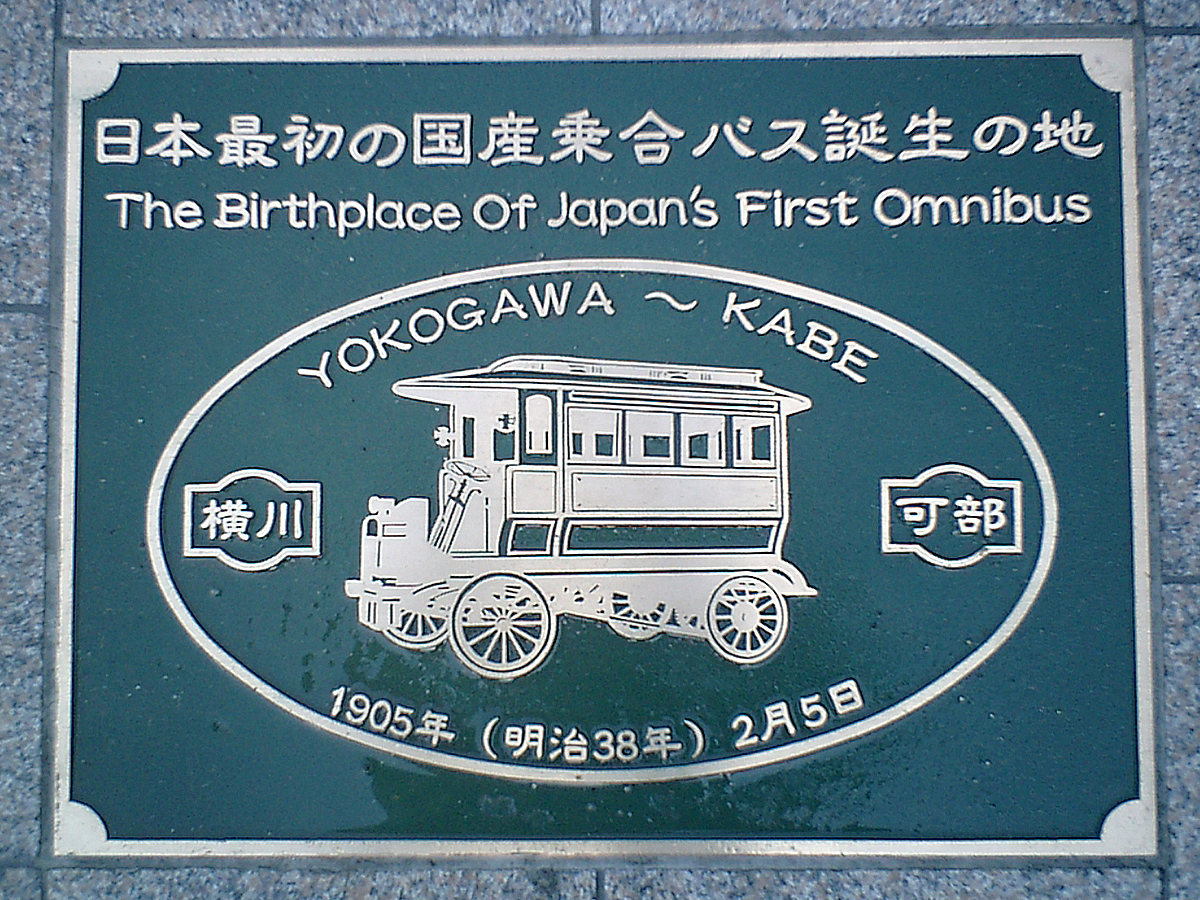 日本最初の国産乗合バス誕生の地
The Birthplace Of Japan's First Omnibus
YOKOGAWA ~ KABE
横川
可部
1905年（明治38年）2月5日